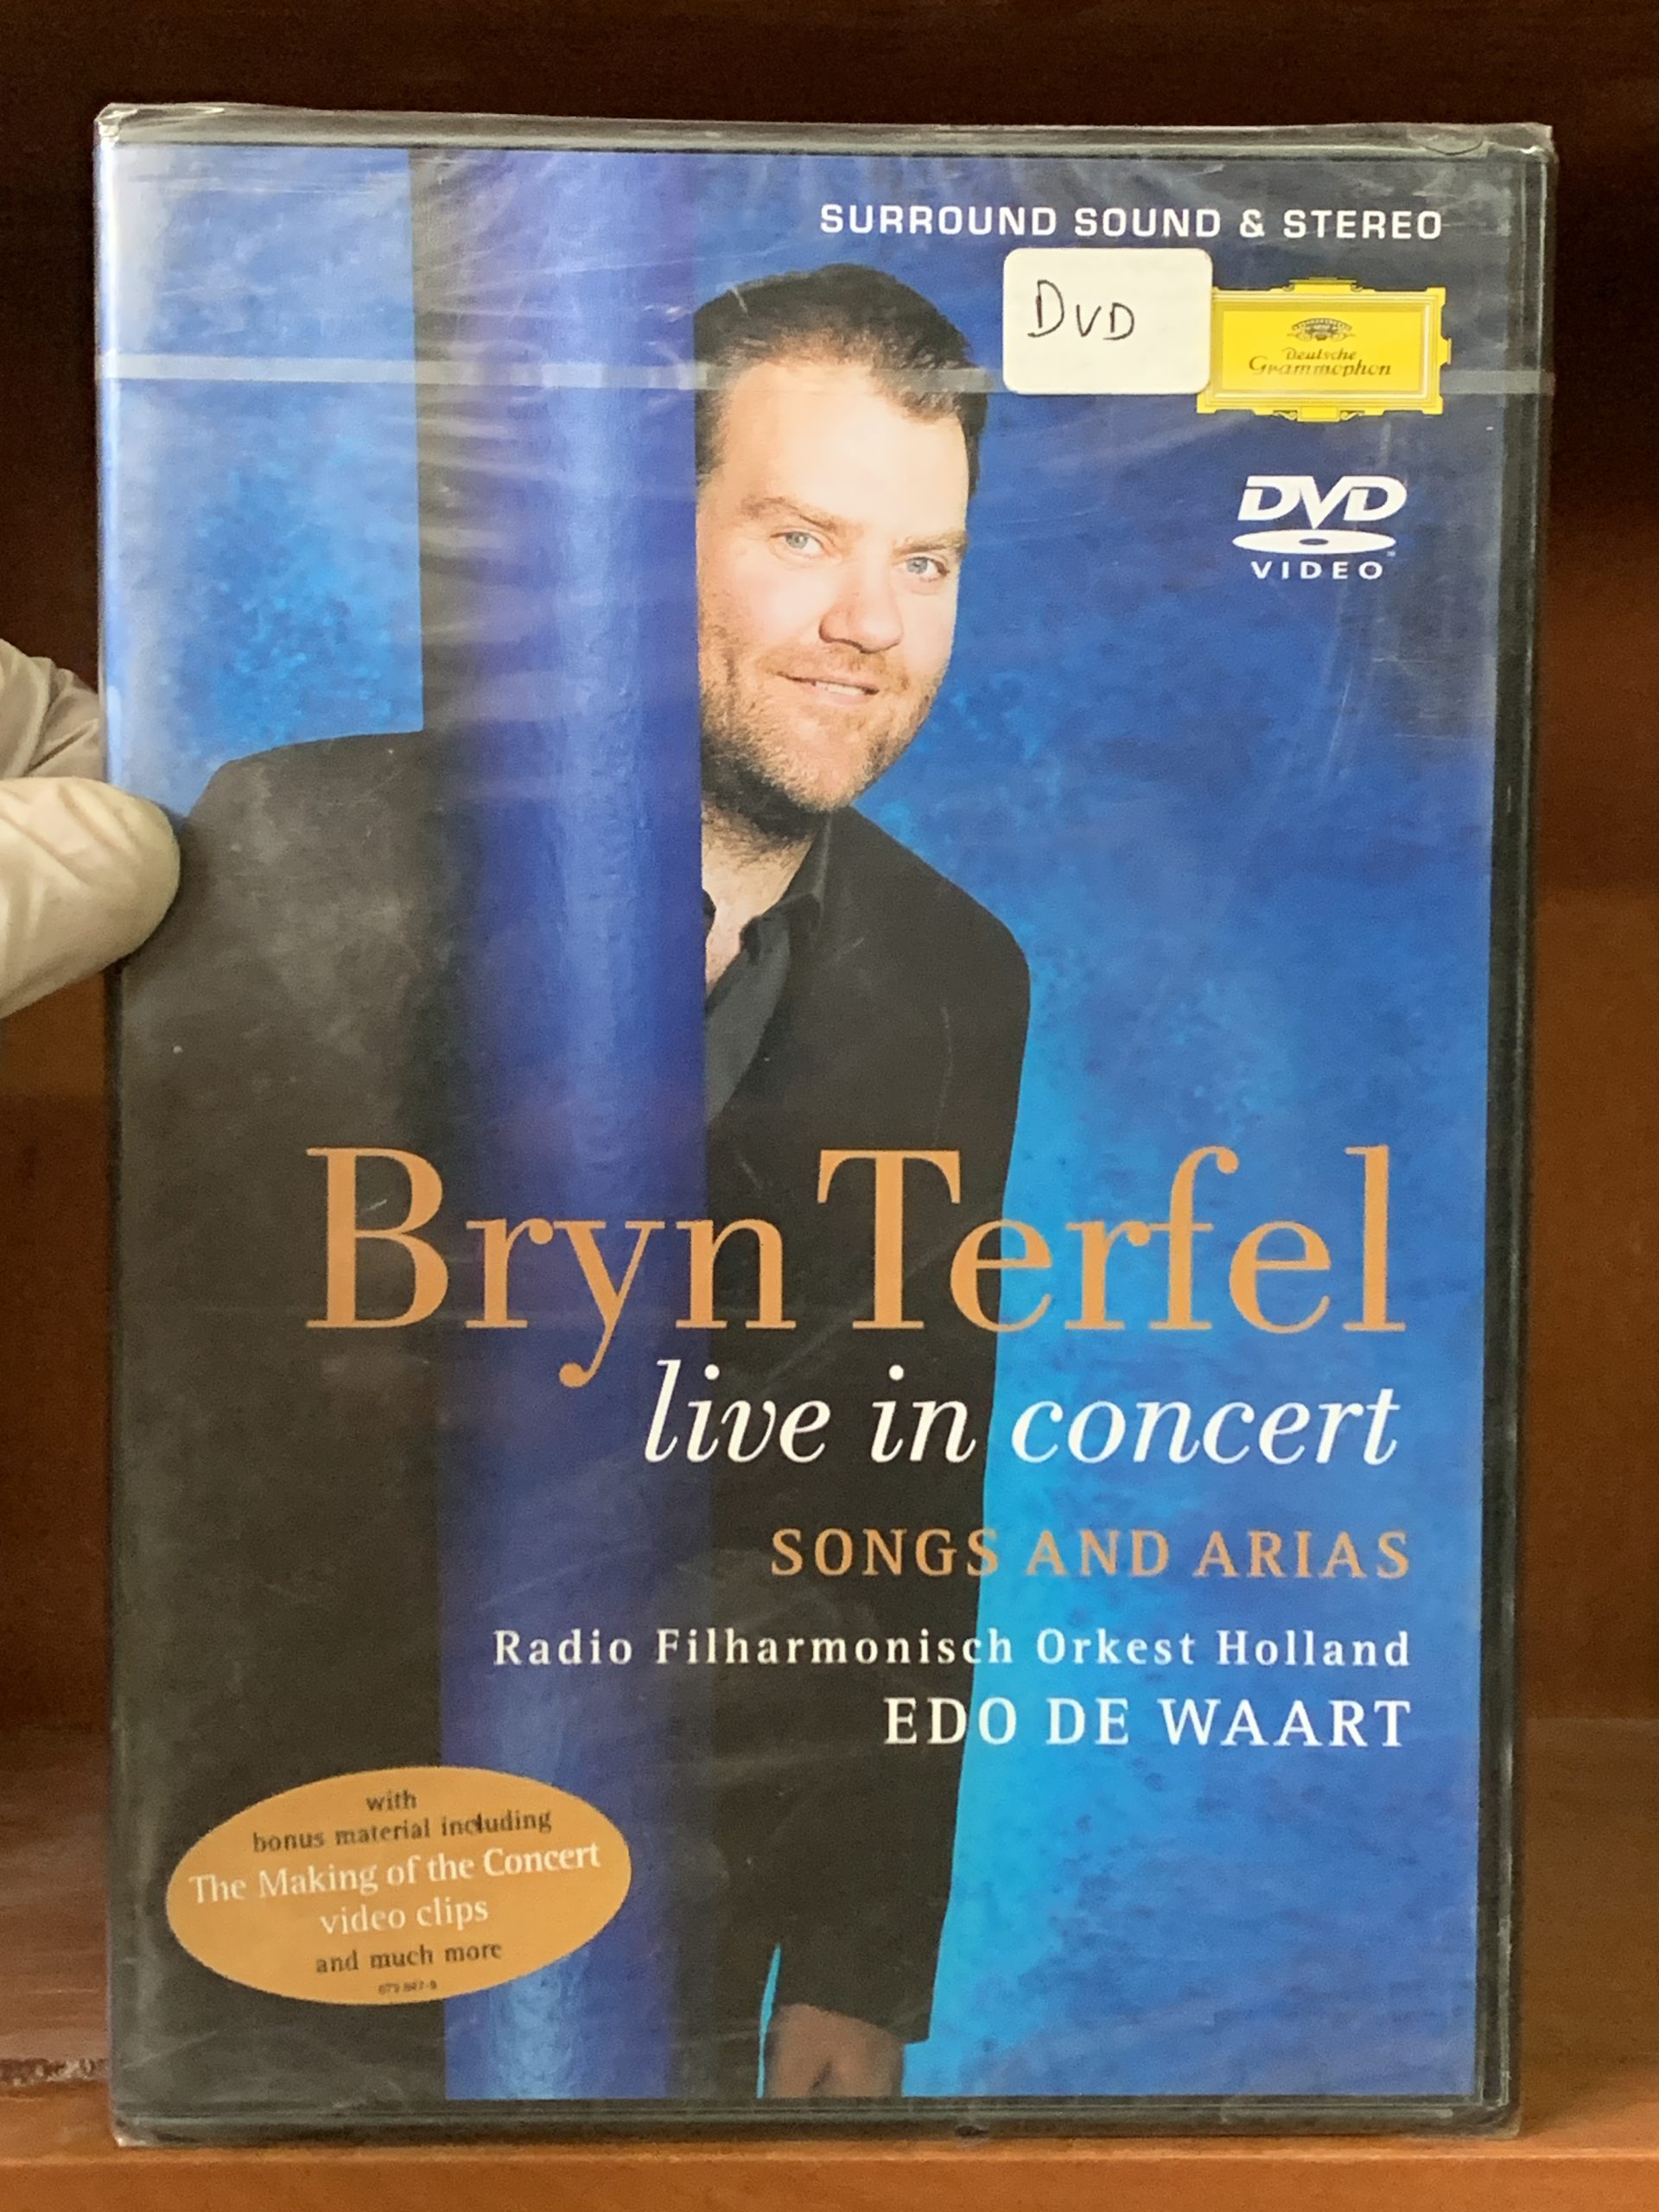 SURROUND SOUND & STEREO
DVD
Deutsche
Grammophon
DVD
VIDEO
Bryn Terfel
live in concert
SONGS AND ARIAS
Radio Filharmonisch Orkest Holland
EDO DE WAART
with
bonus material including
The Making of the Concert
video clips
and much more